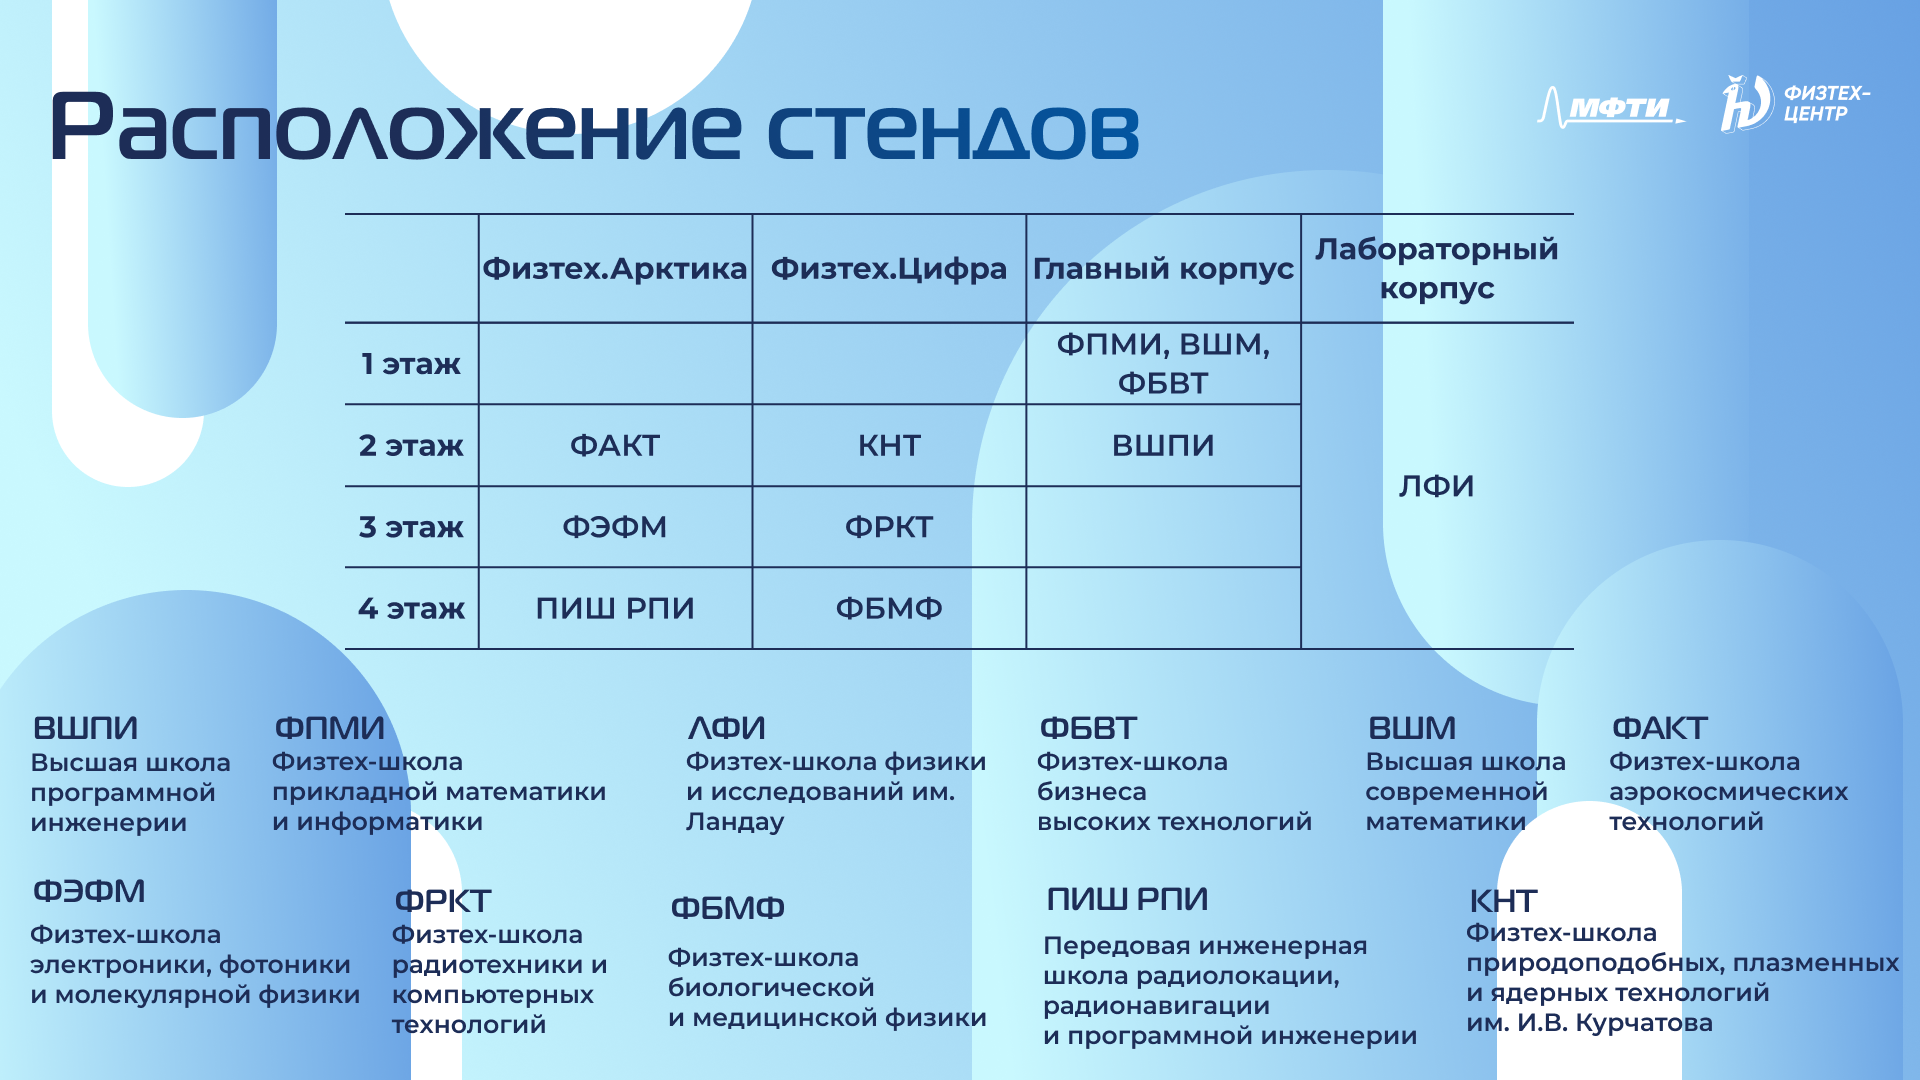 Расположение стендов
МФТИ
ФИЗТЕХ-
ЦЕНТР
Физтех.Арктика
Физтех.Цифра
Главный корпус
Лабораторный
корпус
1 этаж
ФПМИ, ВШМ,
ФБВТ
2 этаж
ФАКТ
КНТ
ВШПИ
ЛФИ
3 этаж
ФЭФМ
ФРКТ
4 этаж
ПИШ РПИ
ФБМФ
ВШПИ
Высшая школа
программной
инженерии
ФПМИ
Физтех-школа
прикладной математики
и информатики
ЛФИ
Физтех-школа физики
и исследований им.
Ландау
ФБВТ
Физтех-школа
бизнеса
высоких технологий
ВШМ
Высшая школа
современной
математики
ФАКТ
Физтех-школа
аэрокосмических
технологий
ФЭФМ
Физтех-школа
электроники, фотоники
и молекулярной физики
ФРКТ
Физтех-школа
радиотехники и
компьютерных
технологий
ФБМФ
Физтех-школа
биологической
и медицинской физики
ПИШ РПИ
Передовая инженерная
школа радиолокации,
радионавигации
и программной инженерии
КНТ
Физтех-школа
природоподобных, плазменных
и ядерных технологий
им. И.В. Курчатова